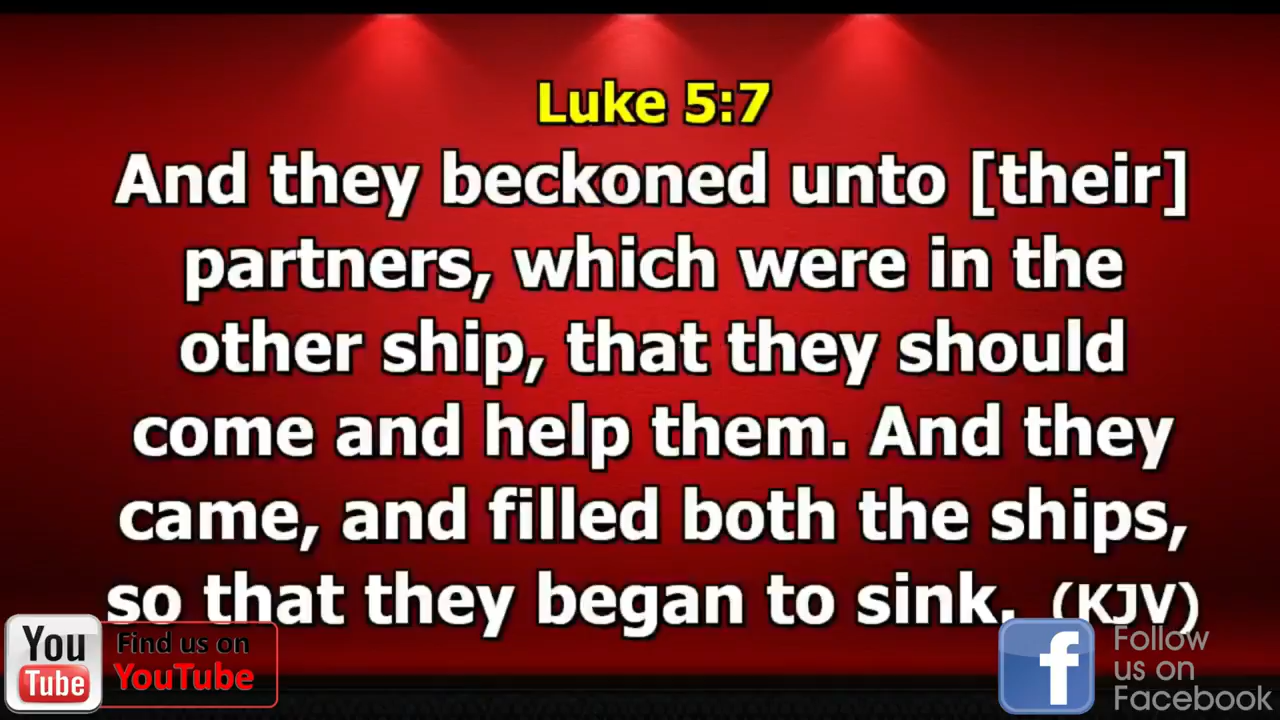 Luke 5:7
And they beckoned unto [their]
partners, which were in the
other ship, that they should
come and help them. And they
came, and filled both the ships,
so that they began to sink. (KJV)
You
Tube
Find us on
YouTube
f
Follow
us on
Facebook